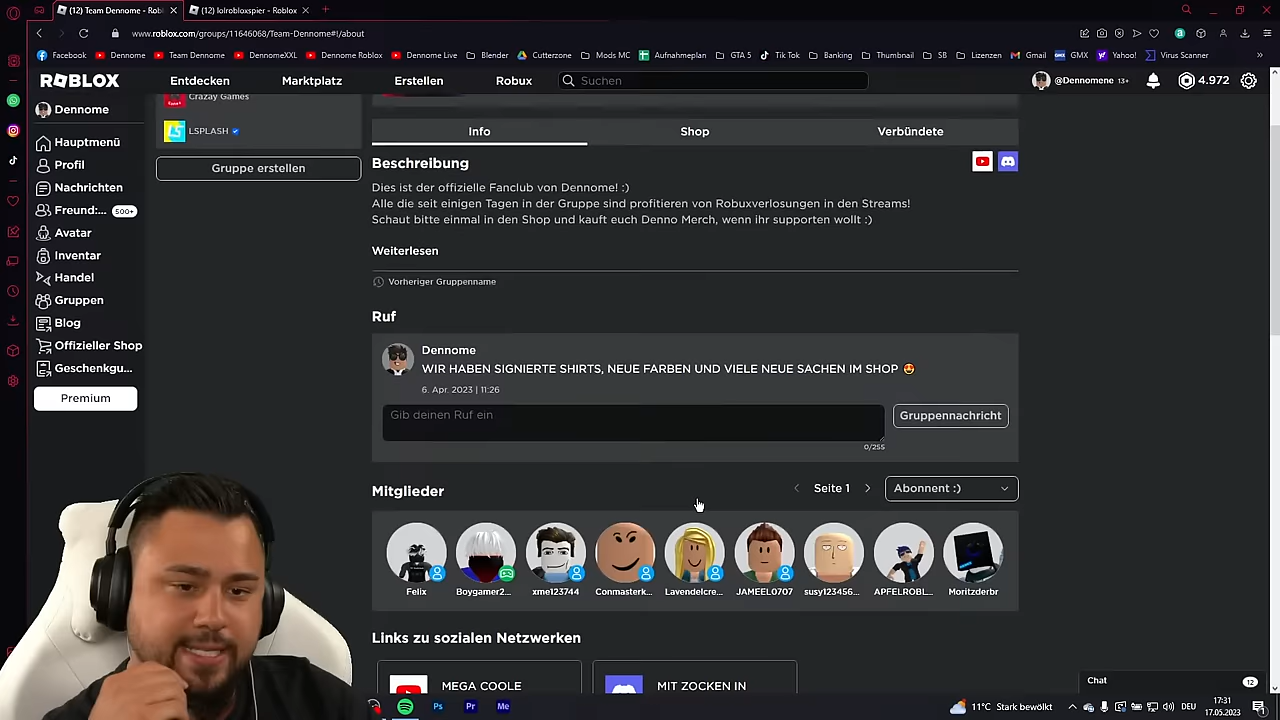 (12) Team Dennome - Rob
(12) lolrobloxspier - Roblox
www.roblox.com/groups/11646068/Team-Dennome#!/about
Facebook
Dennome
Team Dennome
DennomeXXL
Dennome Roblox
Dennome Live
Blender
Cutterzone
Mods MC
Aufnahmeplan
GTA 5
Tik Tok
Banking
Thumbnail
SB
Lizenzen
Gmail
GMX
Yahoo!
Virus Scanner
ROBLOX
Entdecken
Marktplatz
Erstellen
Robux
Suchen
@Dennomene 13+
4.972
Dennome
Hauptmenü
Profil
Nachrichten
Freund:... 500+
Avatar
Inventar
Handel
Gruppen
Blog
Offizieller Shop
Geschenkgu...
Premium
Crazay Games
LSPLASH
Gruppe erstellen
Info
Shop
Verbündete
Beschreibung
Dies ist der offizielle Fanclub von Dennome! :)
Alle die seit einigen Tagen in der Gruppe sind profitieren von Robuxverlosungen in den Streams!
Schaut bitte einmal in den Shop und kauft euch Denno Merch, wenn ihr supporten wollt :)
Weiterlesen
Vorheriger Gruppenname
Ruf
Dennome
WIR HABEN SIGNIERTE SHIRTS, NEUE FARBEN UND VIELE NEUE SACHEN IM SHOP 😍
6. Apr. 2023 | 11:26
Gib deinen Ruf ein
Gruppennachricht
0/255
Mitglieder
Seite 1
Abonnent :)
Felix
Boygamer2...
xme123744
Conmasterk...
Lavendelcre...
JAMEEL0707
susy123456...
APFELROBL...
Moritzderbr
Links zu sozialen Netzwerken
MEGA COOLE
MIT ZOCKEN IN
Chat
12
Ps
Pr
Me
11°C Stark bewölkt
DEU
17:31
17.05.2023